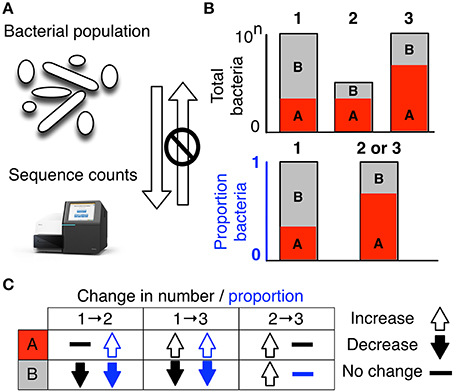 A
Bacterial population
Sequence counts
B
1 2 3
10n
Total
bacteria
0
B
A
B
A
B
A
1 2 or 3
1
Proportion
bacteria
0
B
A
B
A
C
Change in number / proportion
1→2 1→3 2→3
A
B
Increase
Decrease
No change